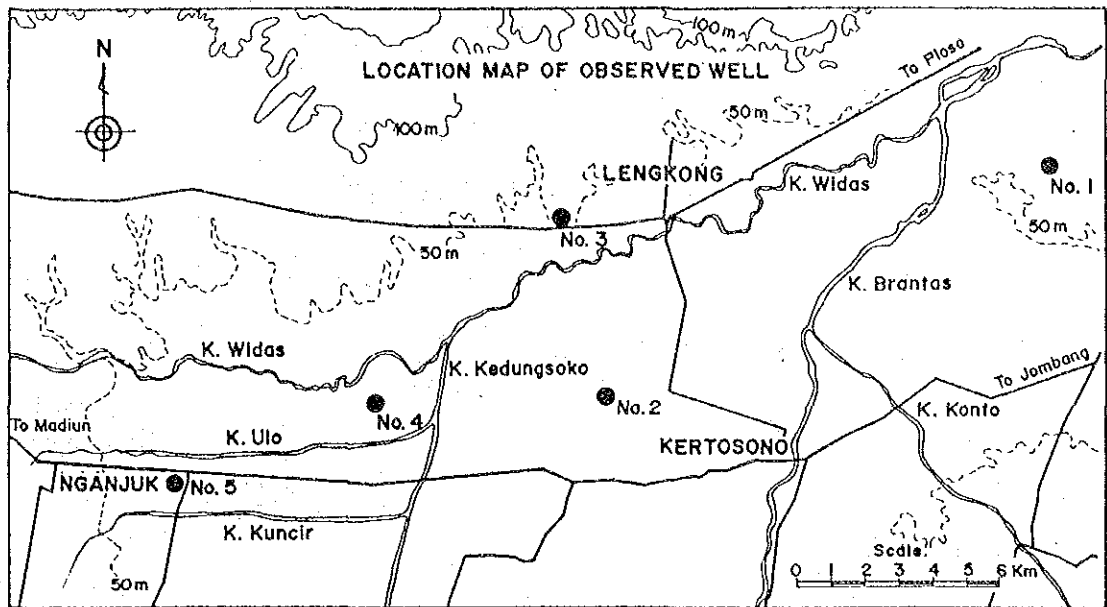 100m
N
LOCATION MAP OF OBSERVED WELL
To Ploso
100m
50m
LENGKONG
K. Widas
No. 1
No. 3
50m
50m
K. Brantas
K. Widas
K. Kedungsoko
To Jombang
No. 2
K. Konto
No. 4
To Madiun
K. Ulo
KERTOSONO
NGANJUK
No. 5
K. Kuncir
Scale.
50m
0 1 2 3 4 5 6 Km